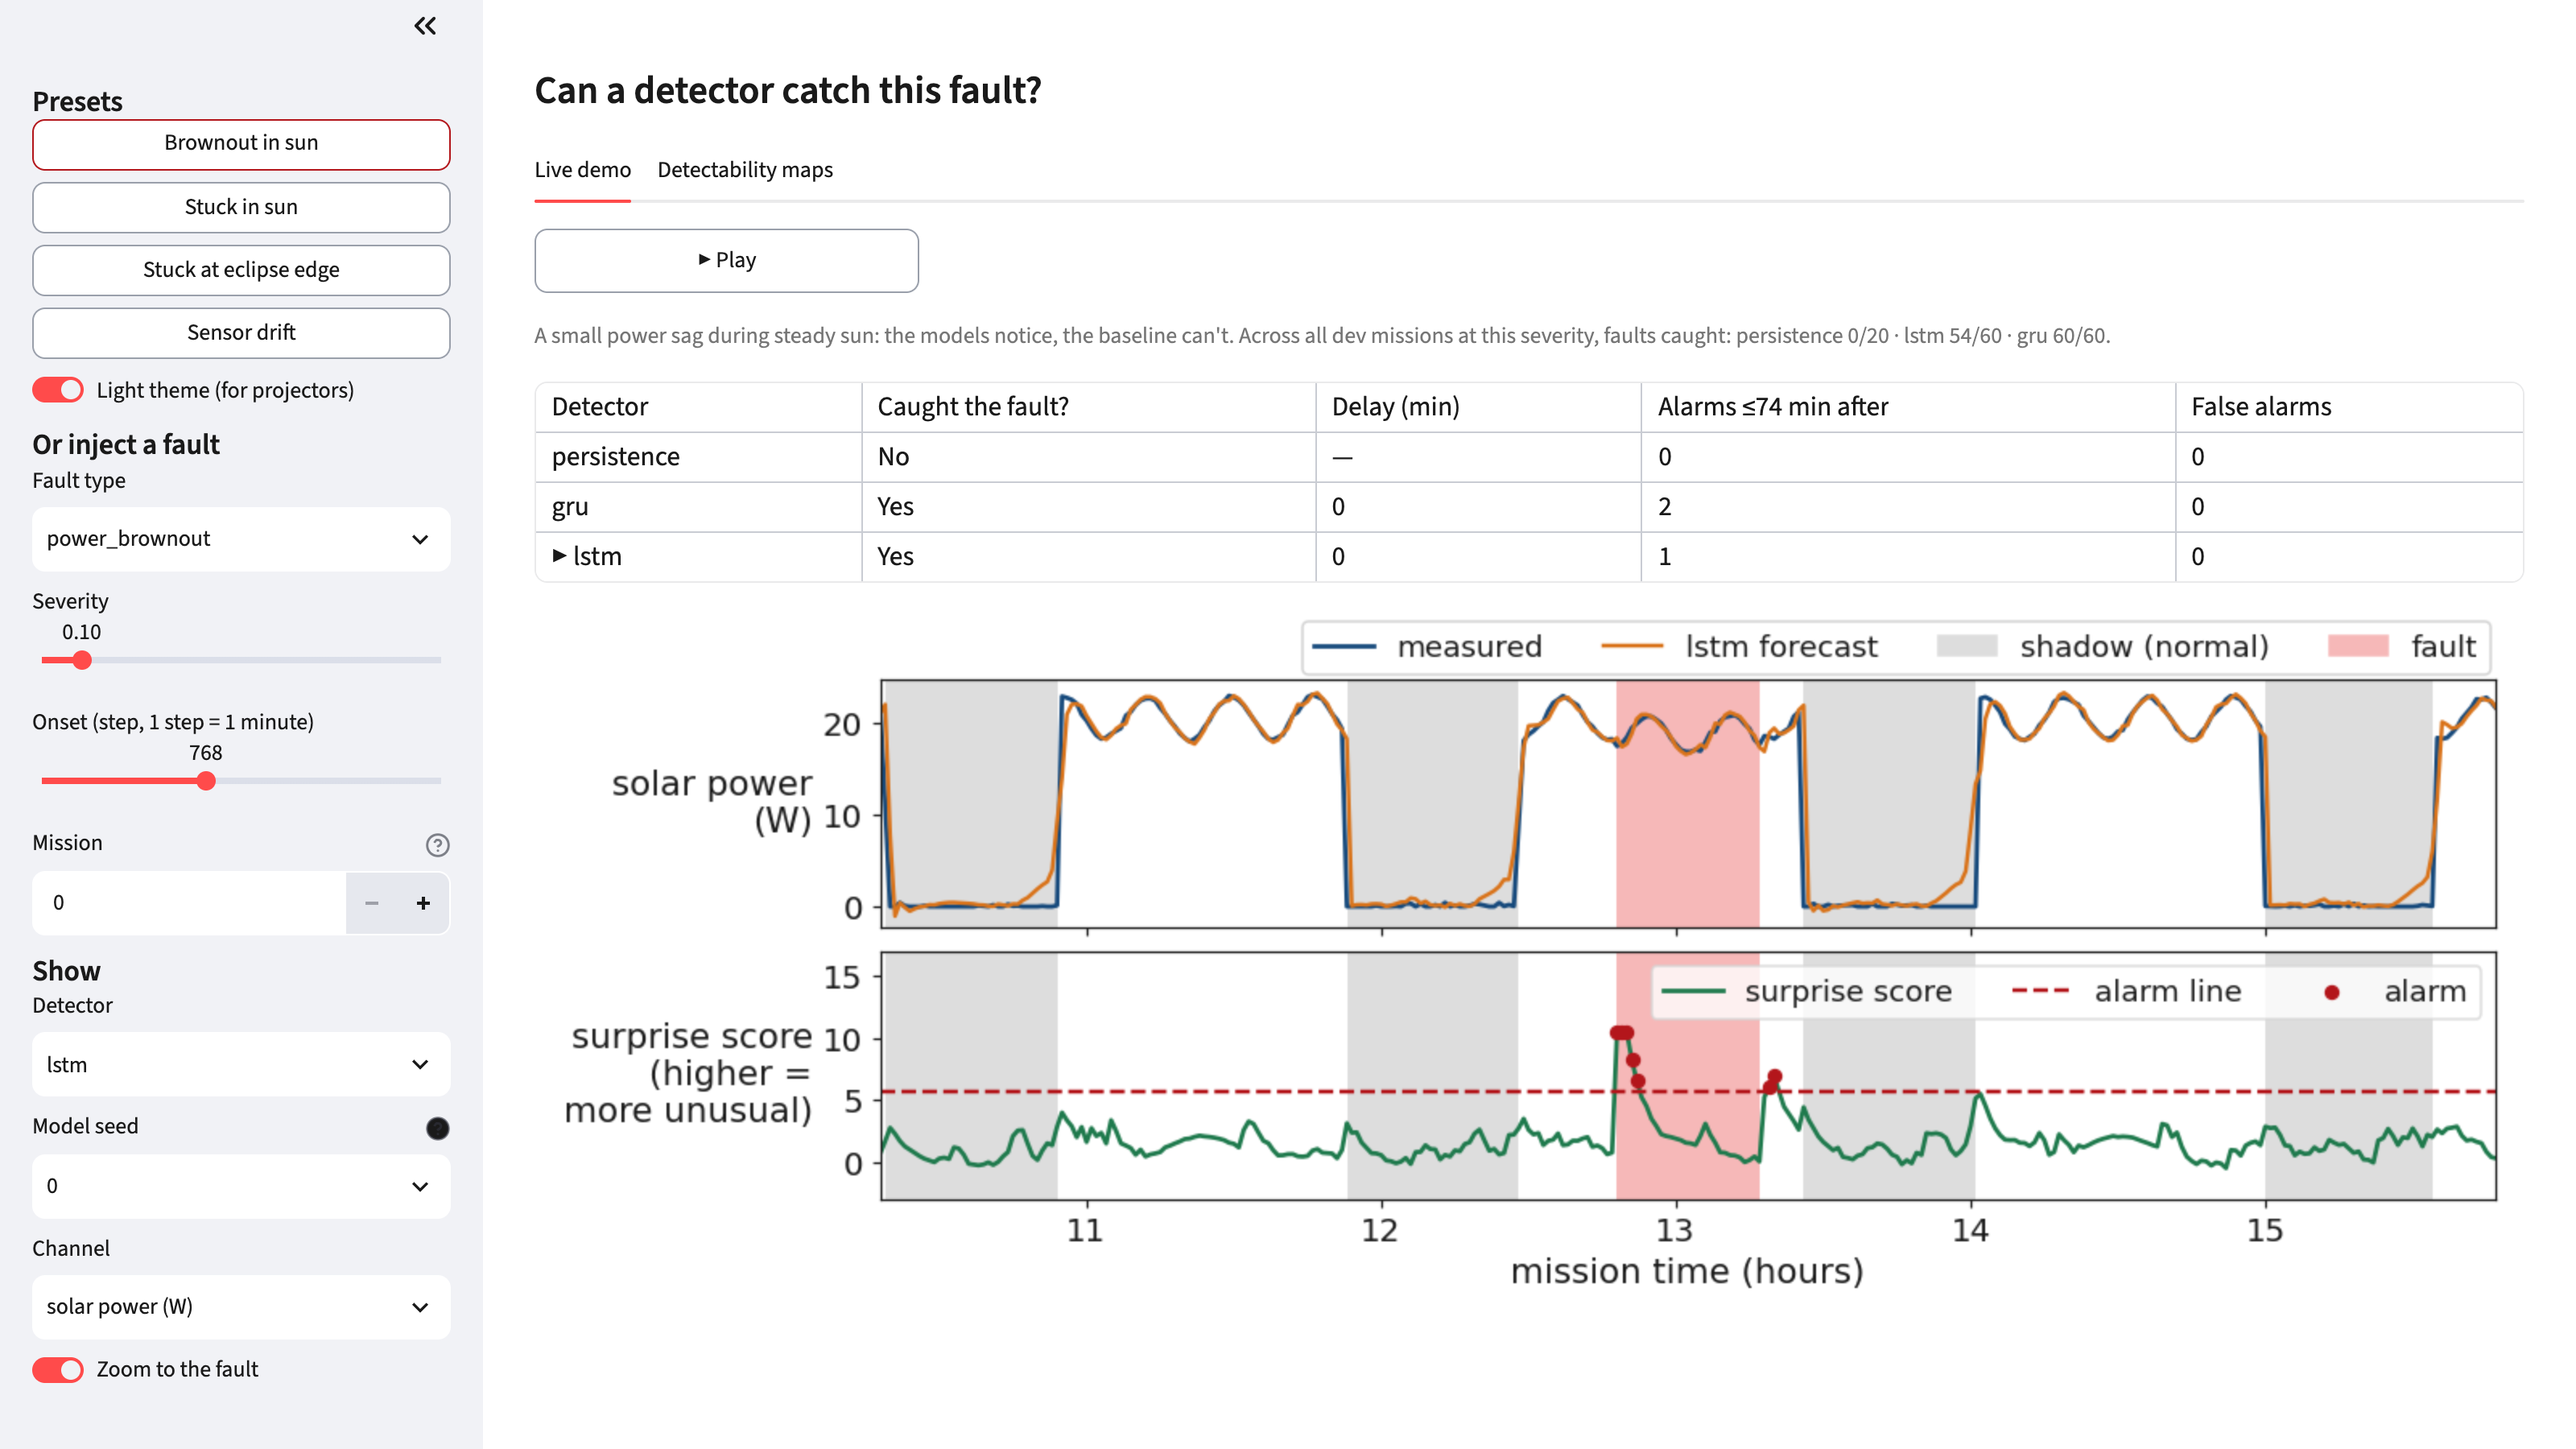 Presets
Brownout in sun
Stuck in sun
Stuck at eclipse edge
Sensor drift
Light theme (for projectors)
Or inject a fault
Fault type
power_brownout
Severity
0.10
Onset (step, 1 step = 1 minute)
768
Mission
?
0
− +
Show
Detector
lstm
Model seed
?
0
Channel
solar power (W)
Zoom to the fault
Can a detector catch this fault?
Live demo Detectability maps
▶ Play
A small power sag during steady sun: the models notice, the baseline can't. Across all dev missions at this severity, faults caught: persistence 0/20 · lstm 54/60 · gru 60/60.
Detector Caught the fault? Delay (min) Alarms ≤74 min after False alarms
persistence No — 0 0
gru Yes 0 2 0
▶ lstm Yes 0 1 0
measured lstm forecast shadow (normal) fault
solar power
(W)
20
10
0
surprise score alarm line alarm
surprise score
(higher =
more unusual)
15
10
5
0
11 12 13 14 15
mission time (hours)